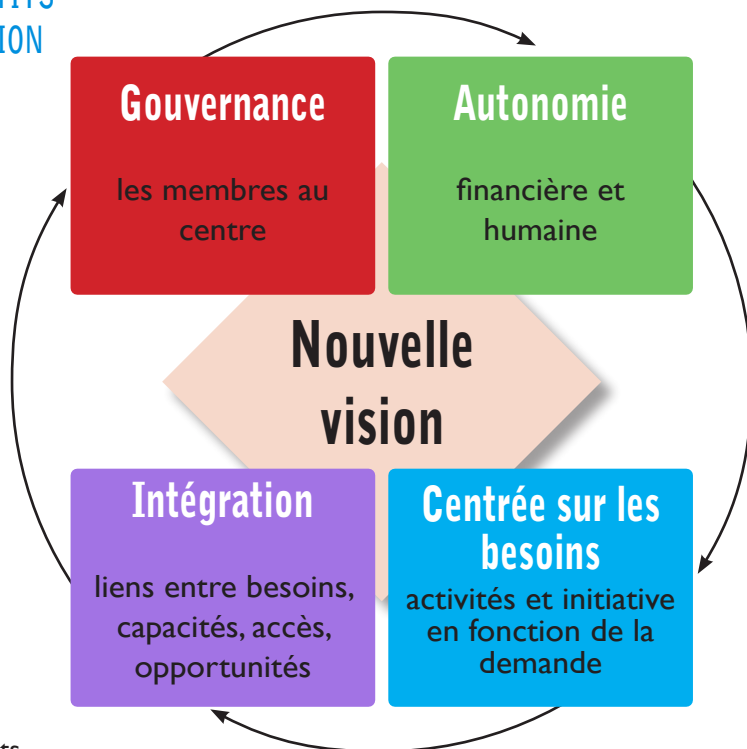 ION
Gouvernance
les membres au
centre
Autonomie
financière et
humaine
Nouvelle
vision
Intégration
liens entre besoins,
capacités, accès,
opportunités
Centrée sur les
besoins
activités et initiative
en fonction de la
demande